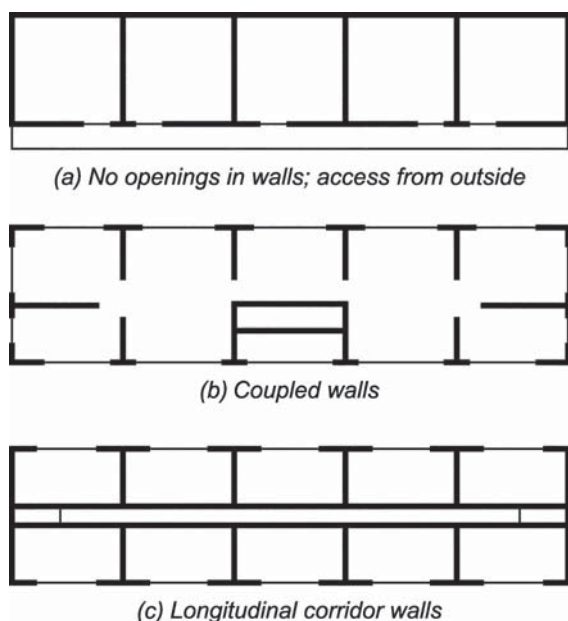 (a) No openings in walls; access from outside
(b) Coupled walls
(c) Longitudinal corridor walls